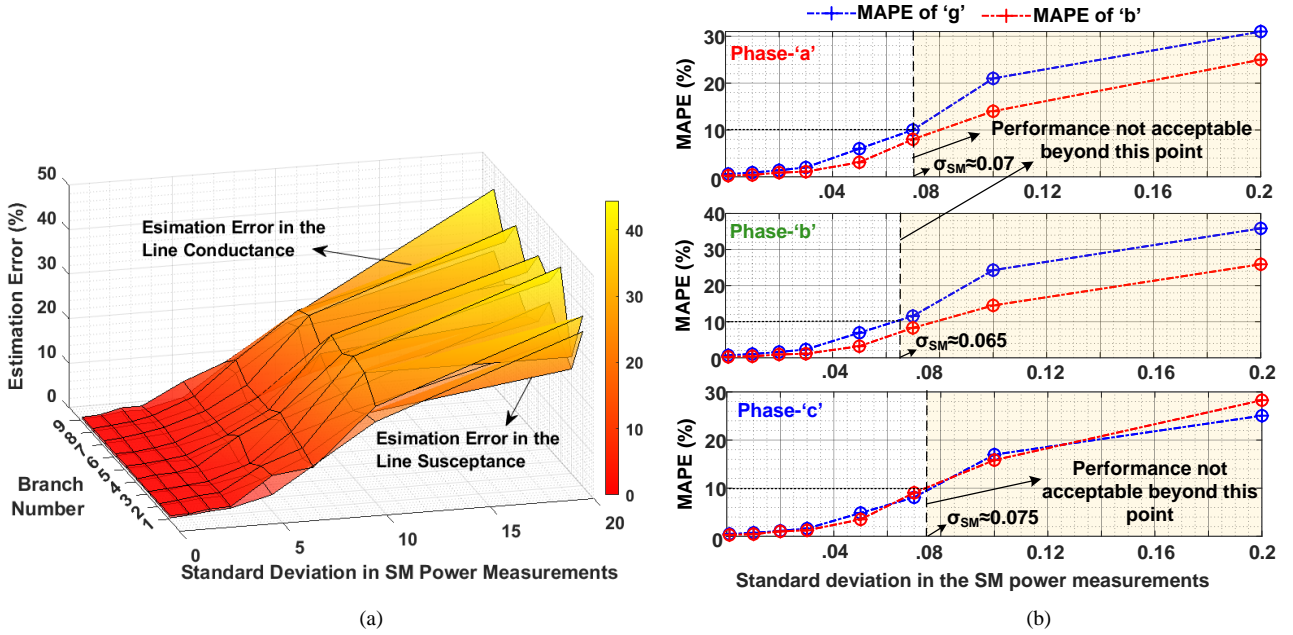 50
40
30
20
10
0
Estimation Error (%)
Esimation Error in the
Line Conductance
Esimation Error in the
Line Susceptance
9
8
7
6
5
4
3
2
1
Branch
Number
0
5
10
15
20
Standard Deviation in SM Power Measurements
40
30
20
10
0
(a)
MAPE of ‘g’ MAPE of ‘b’
Phase-‘a’
MAPE (%)
30
20
10
0
.04 .08 0.12 0.16 0.2
σSM≈0.07
Performance not acceptable
beyond this point
Phase-‘b’
MAPE (%)
40
30
20
10
0
.04 .08 0.12 0.16 0.2
σSM≈0.065
Phase-‘c’
MAPE (%)
30
20
10
0
.04 .08 0.12 0.16 0.2
σSM≈0.075
Performance not
acceptable beyond this
point
Standard deviation in the SM power measurements
(b)